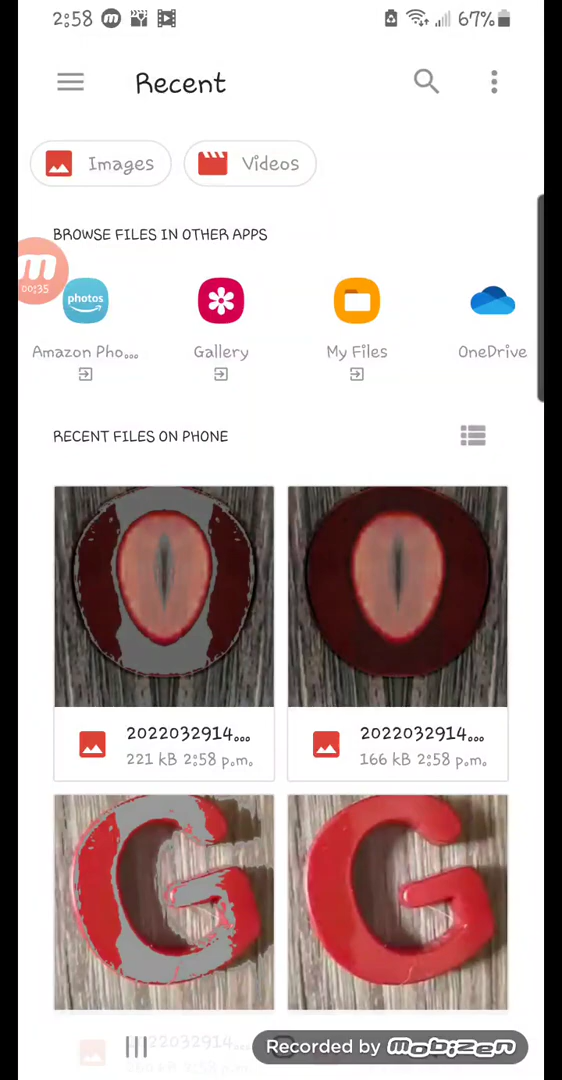 2:58 67%
Recent
Images Videos
BROWSE FILES IN OTHER APPS
00:35
photos
Amazon Pho... Gallery My Files OneDrive
RECENT FILES ON PHONE
2022032914... 2022032914...
221 kB 2:58 p.m. 166 kB 2:58 p.m.
G G
2022032914...
Recorded by mobizen